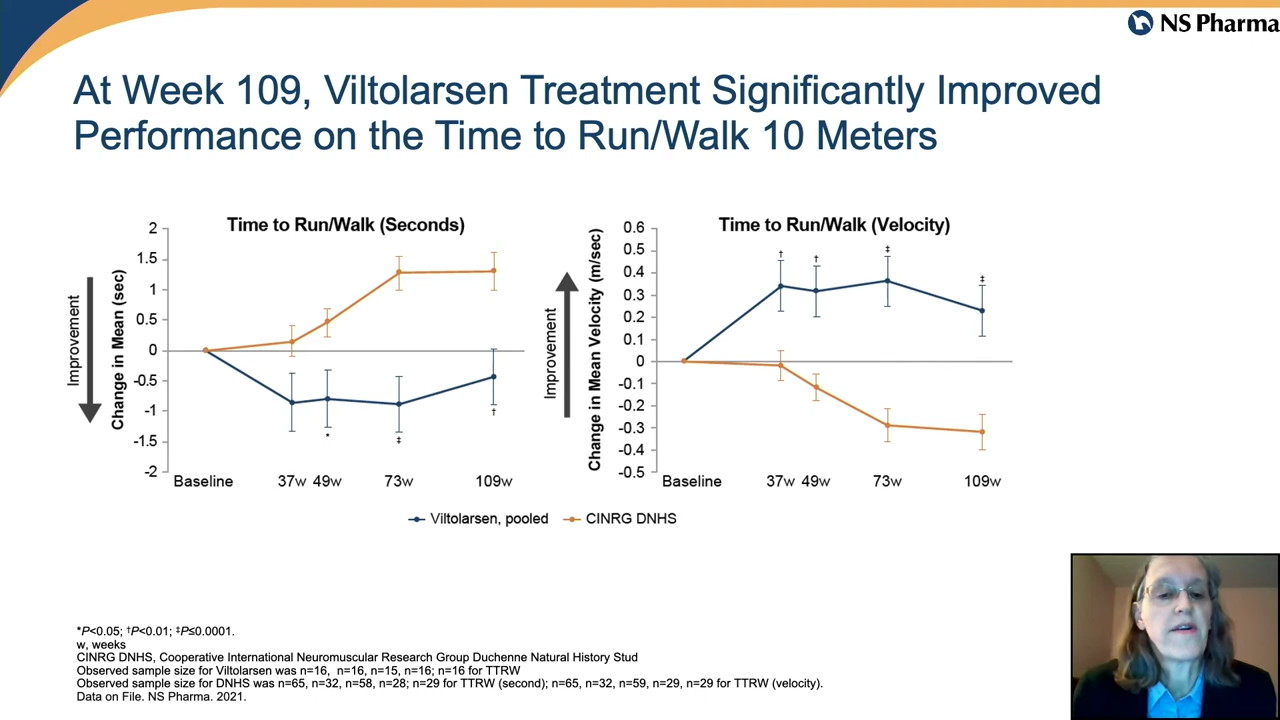 NS Pharma
At Week 109, Viltolarsen Treatment Significantly Improved
Performance on the Time to Run/Walk 10 Meters
Time to Run/Walk (Seconds)
Improvement
Change in Mean (sec)
2
1.5
1
0.5
0
-0.5
-1
-1.5
-2
*
‡
†
Baseline 37w 49w 73w 109w
Time to Run/Walk (Velocity)
Improvement
Change in Mean Velocity (m/sec)
0.6
0.5
0.4
0.3
0.2
0.1
0
-0.1
-0.2
-0.3
-0.4
-0.5
† † ‡ ‡
Baseline 37w 49w 73w 109w
Viltolarsen, pooled CINRG DNHS
*P<0.05; †P<0.01; ‡P≤0.0001.
w, weeks
CINRG DNHS, Cooperative International Neuromuscular Research Group Duchenne Natural History Stud
Observed sample size for Viltolarsen was n=16, n=16, n=15, n=16; n=16 for TTRW
Observed sample size for DNHS was n=65, n=32, n=58, n=28; n=29 for TTRW (second); n=65, n=32, n=59, n=29, n=29 for TTRW (velocity).
Data on File. NS Pharma. 2021.